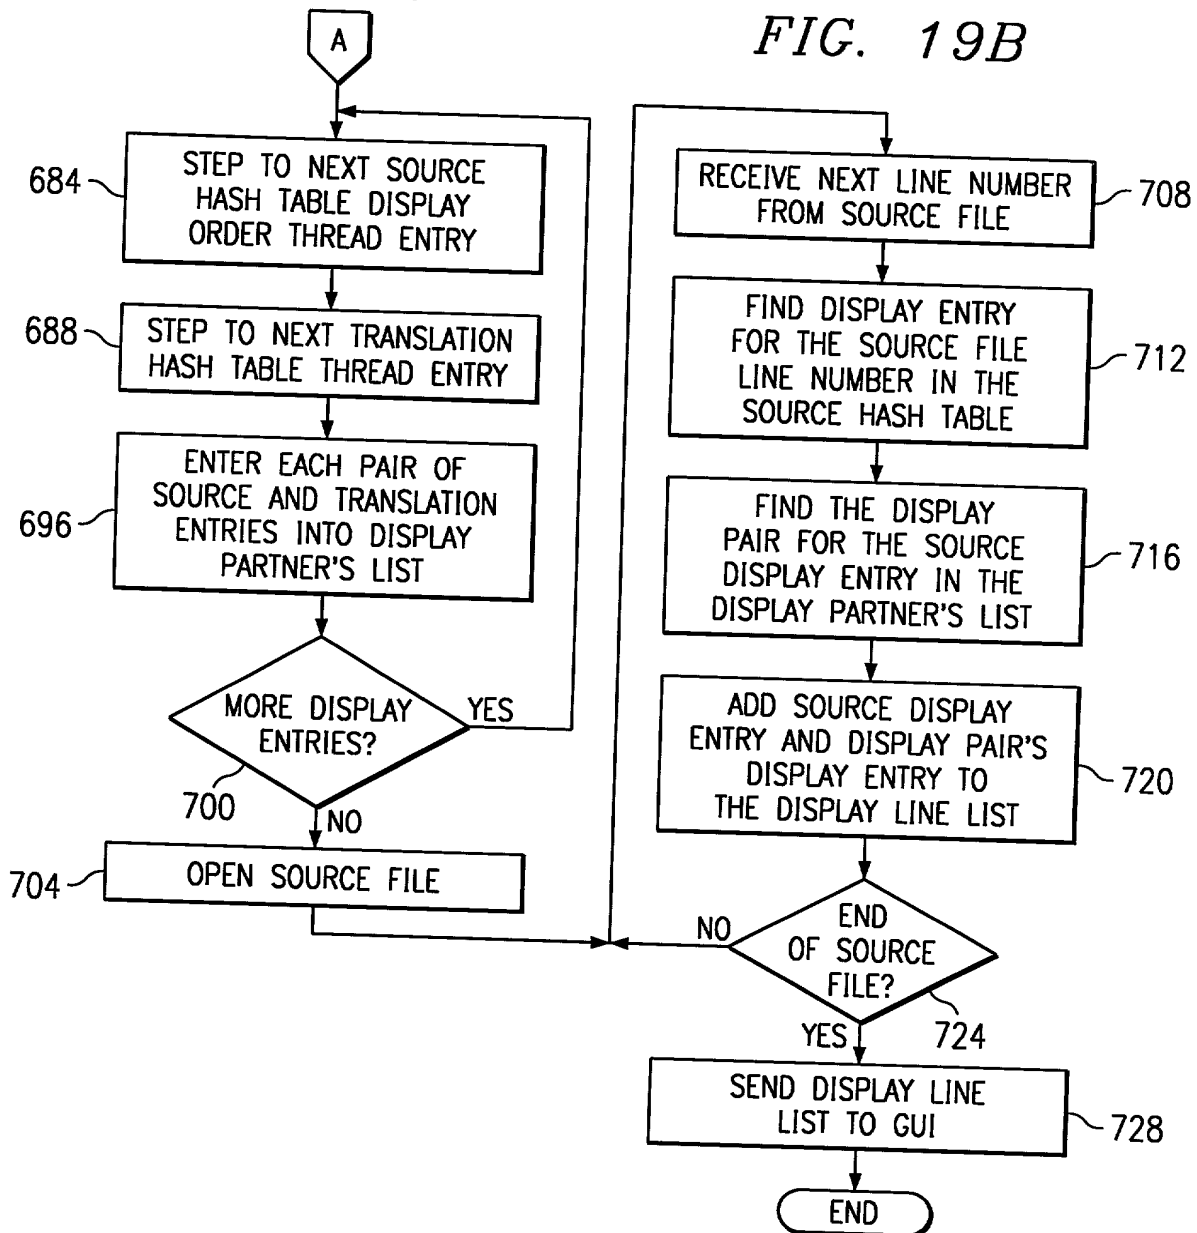 FIG. 19B
A
684
STEP TO NEXT SOURCE
HASH TABLE DISPLAY
ORDER THREAD ENTRY
688
STEP TO NEXT TRANSLATION
HASH TABLE THREAD ENTRY
696
ENTER EACH PAIR OF
SOURCE AND TRANSLATION
ENTRIES INTO DISPLAY
PARTNER'S LIST
MORE DISPLAY
ENTRIES?
YES
700
NO
704
OPEN SOURCE FILE
RECEIVE NEXT LINE NUMBER
FROM SOURCE FILE
708
FIND DISPLAY ENTRY
FOR THE SOURCE FILE
LINE NUMBER IN THE
SOURCE HASH TABLE
712
FIND THE DISPLAY
PAIR FOR THE SOURCE
DISPLAY ENTRY IN THE
DISPLAY PARTNER'S LIST
716
ADD SOURCE DISPLAY
ENTRY AND DISPLAY PAIR'S
DISPLAY ENTRY TO
THE DISPLAY LINE LIST
720
NO
END
OF SOURCE
FILE?
724
YES
SEND DISPLAY LINE
LIST TO GUI
728
END